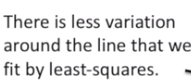 There is less variation
around the line that we
fit by least-squares.